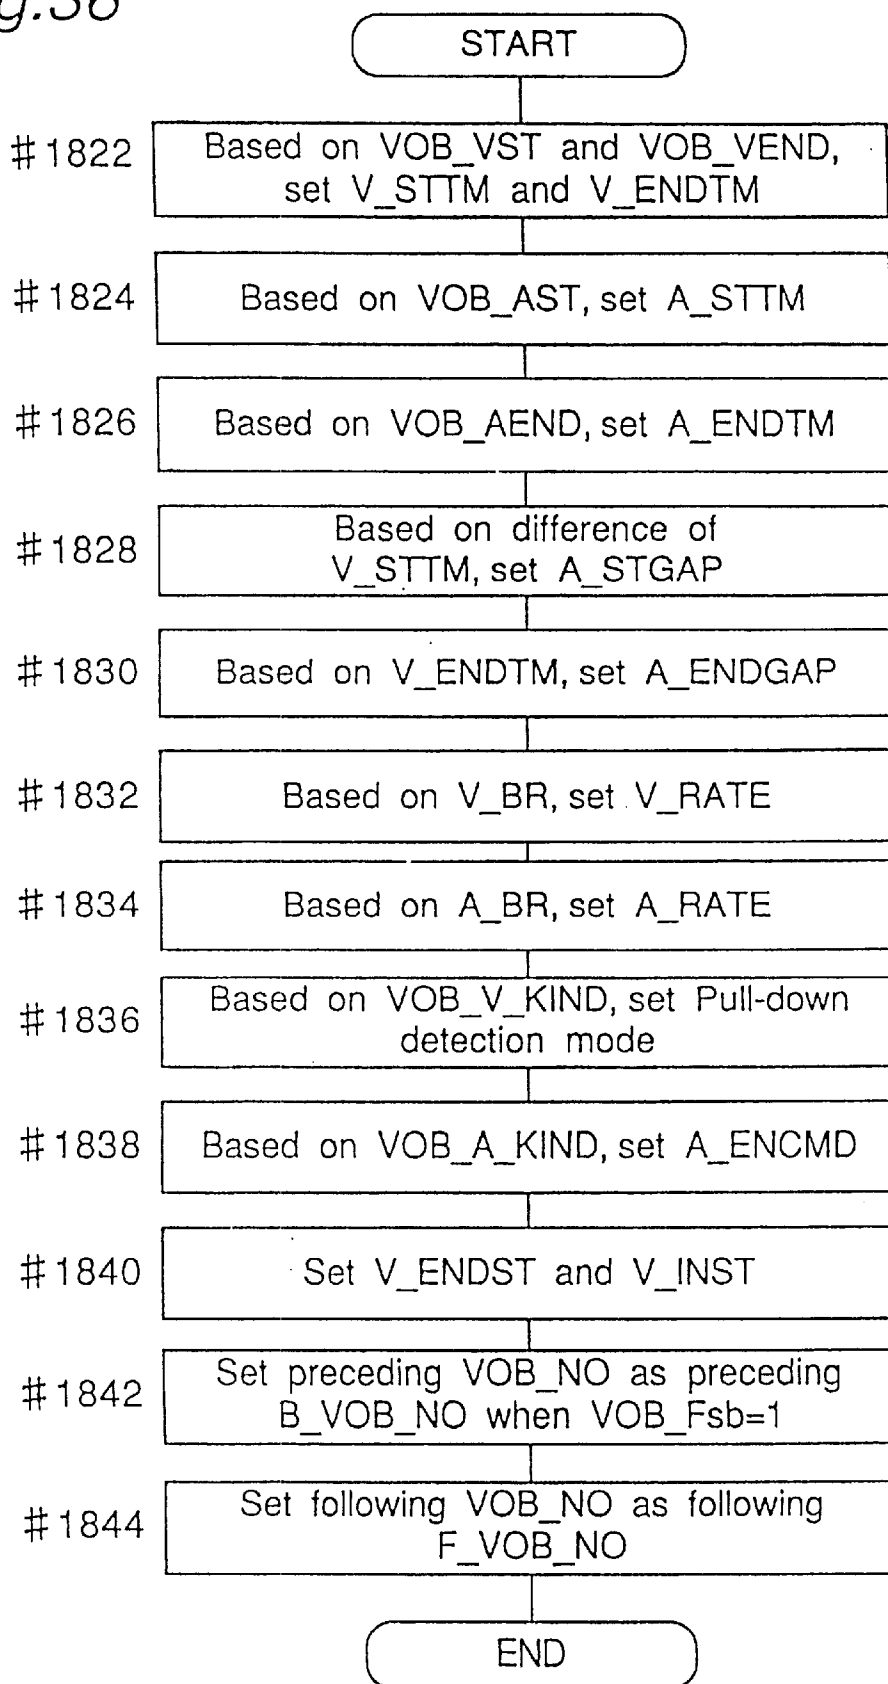 g.38
START
#1822
Based on VOB_VST and VOB_VEND,
set V_STTM and V_ENDTM
#1824
Based on VOB_AST, set A_STTM
#1826
Based on VOB_AEND, set A_ENDTM
#1828
Based on difference of
V_STTM, set A_STGAP
#1830
Based on V_ENDTM, set A_ENDGAP
#1832
Based on V_BR, set V_RATE
#1834
Based on A_BR, set A_RATE
#1836
Based on VOB_V_KIND, set Pull-down
detection mode
#1838
Based on VOB_A_KIND, set A_ENCMD
#1840
Set V_ENDST and V_INST
#1842
Set preceding VOB_NO as preceding
B_VOB_NO when VOB_Fsb=1
#1844
Set following VOB_NO as following
F_VOB_NO
END